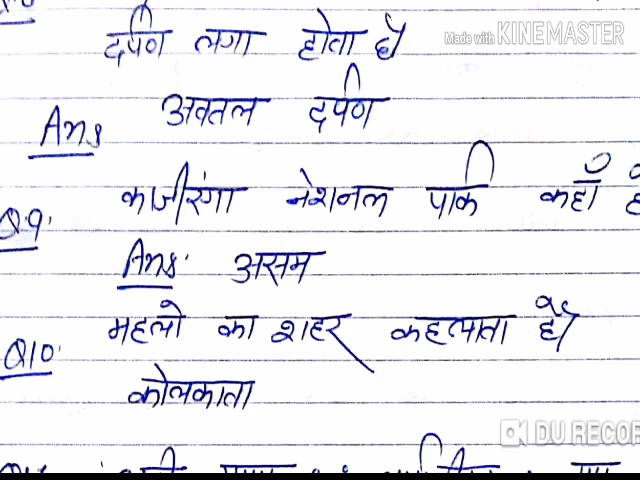 दर्पण लगा होता है
Made with KINEMASTER
Ans अवतल दर्पण
Q.9. काजीरंगा नेशनल पार्क कहाँ है
Ans. असम
Q10. महलो का शहर कहलाता है
कोलकाता
DU RECOR